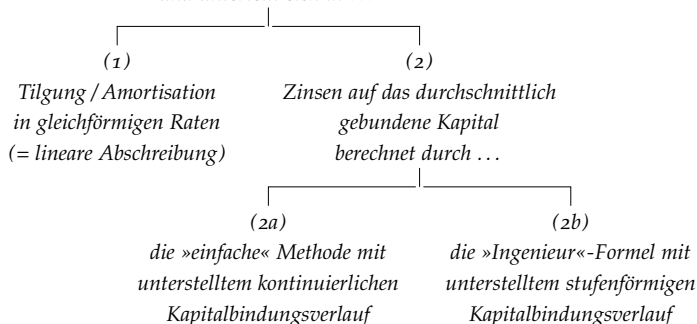 (1)
Tilgung / Amortisation
in gleichförmigen Raten
(= lineare Abschreibung)
(2)
Zinsen auf das durchschnittlich
gebundene Kapital
berechnet durch …
(2a)
die »einfache« Methode mit
unterstelltem kontinuierlichen
Kapitalbindungsverlauf
(2b)
die »Ingenieur«-Formel mit
unterstelltem stufenförmigen
Kapitalbindungsverlauf